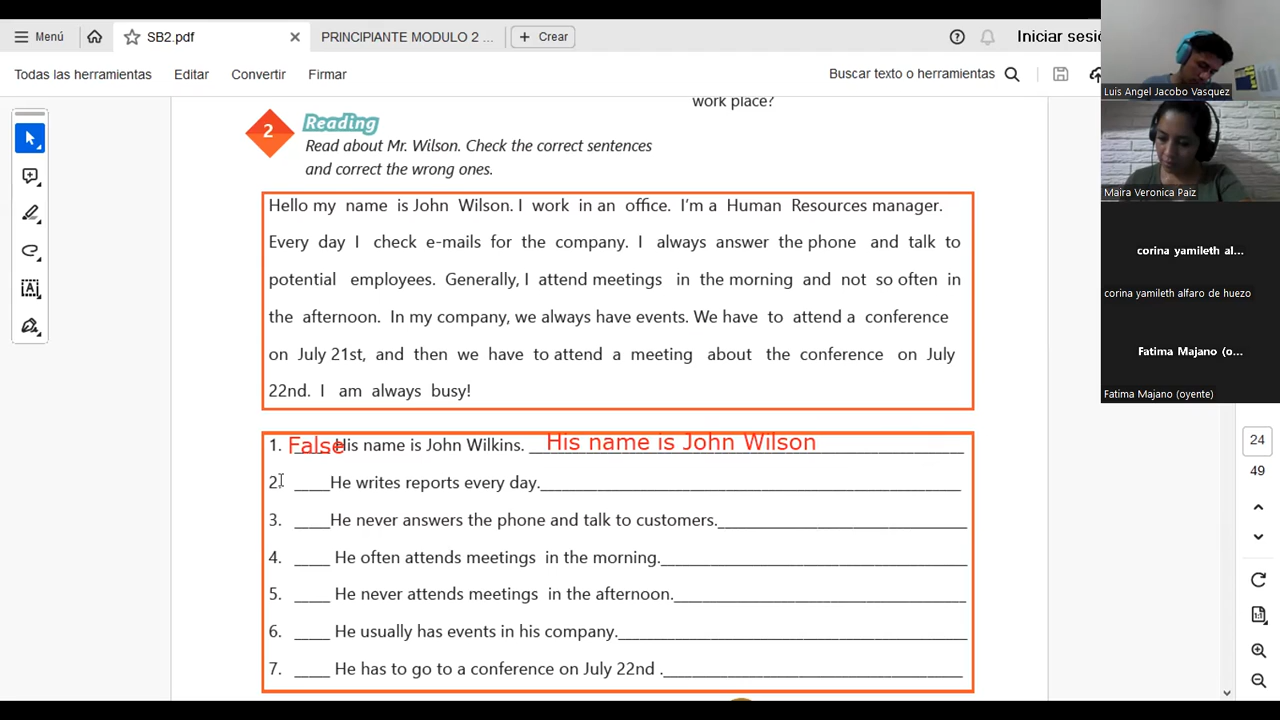 Menú
SB2.pdf
PRINCIPIANTE MODULO 2 ...
Crear
Iniciar sesi
Todas las herramientas
Editar
Convertir
Firmar
Buscar texto o herramientas
work place?
2
Reading
Read about Mr. Wilson. Check the correct sentences
and correct the wrong ones.
Hello my name is John Wilson. I work in an office. I'm a Human Resources manager.
Every day I check e-mails for the company. I always answer the phone and talk to
potential employees. Generally, I attend meetings in the morning and not so often in
the afternoon. In my company, we always have events. We have to attend a conference
on July 21st, and then we have to attend a meeting about the conference on July
22nd. I am always busy!
1. False His name is John Wilkins. His name is John Wilson
2. ____He writes reports every day.____
3. ____He never answers the phone and talk to customers.____
4. ____ He often attends meetings in the morning.____
5. ____ He never attends meetings in the afternoon.____
6. ____ He usually has events in his company.____
7. ____ He has to go to a conference on July 22nd .____
24
49
Luis Angel Jacobo Vasquez
Maira Veronica Paiz
corina yamileth al...
corina yamileth alfaro de huezo
Fatima Majano (o...
Fatima Majano (oyente)